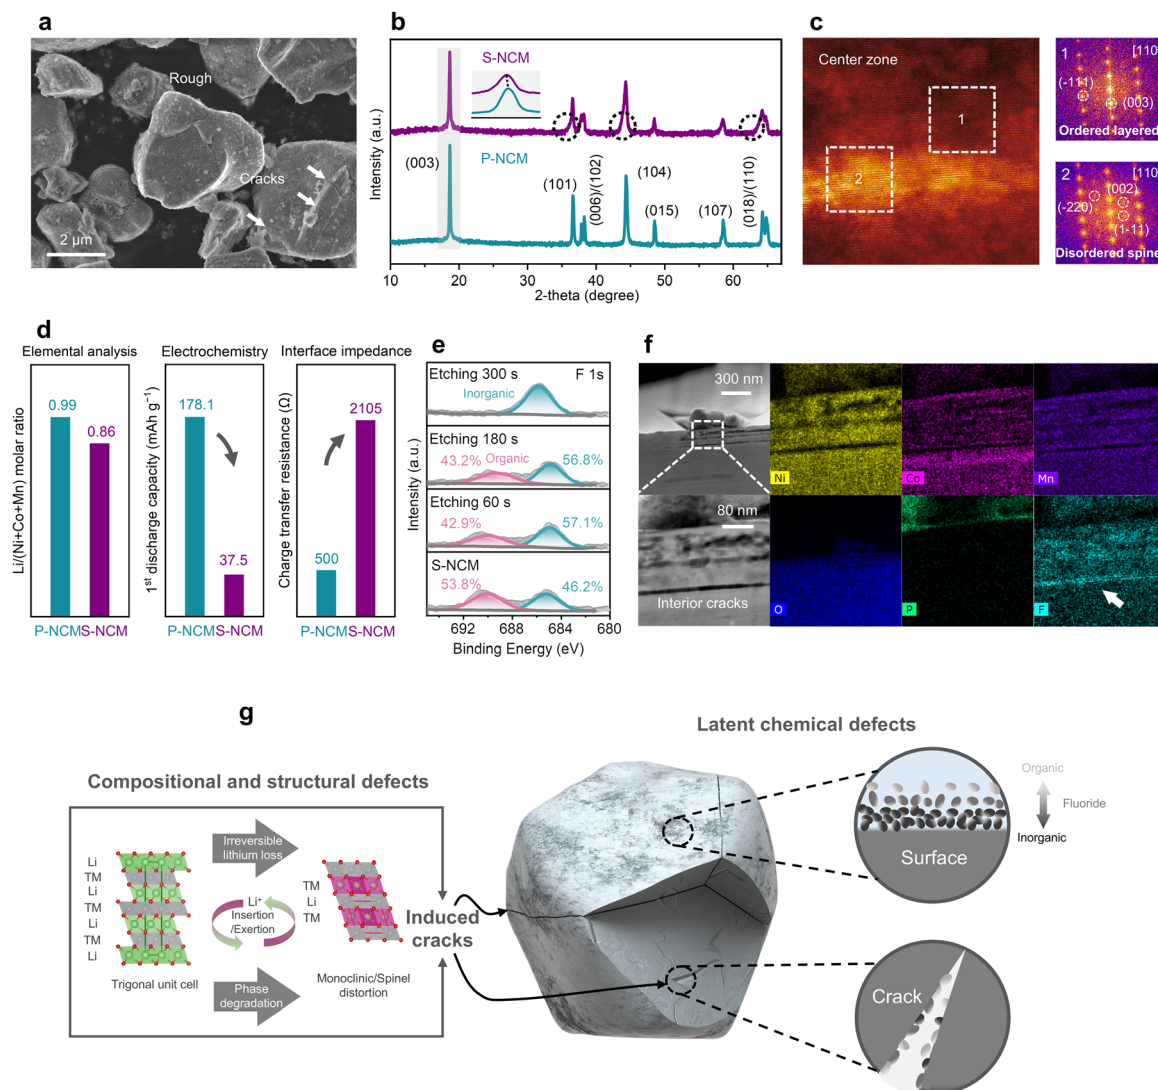 a
Rough
Cracks
2 μm
b
S-NCM
P-NCM
(003)
(101)
(006)/(102)
(104)
(015)
(107)
(018)/(110)
Intensity (a.u.)
10 20 30 40 50 60
2-theta (degree)
c
Center zone
1
2
1
[110
(-111)
(003)
Ordered layered
2
[110]
(002)
(-220)
(1-11)
Disordered spine
d
Elemental analysis
Li/(Ni+Co+Mn) molar ratio
0.99
0.86
P-NCM S-NCM
Electrochemistry
1st discharge capacity (mAh g⁻¹)
178.1
37.5
P-NCM S-NCM
Interface impedance
Charge transfer resistance (Ω)
500
2105
P-NCM S-NCM
e
Etching 300 s F 1s
Inorganic
Etching 180 s
Organic
43.2% 56.8%
Etching 60 s
42.9% 57.1%
S-NCM
53.8% 46.2%
Intensity (a.u.)
692 688 684 680
Binding Energy (eV)
f
300 nm
Ni
Co
Mn
80 nm
Interior cracks
O
P
F
g
Compositional and structural defects
Latent chemical defects
Li
TM
Li
TM
Li
TM
Li
Trigonal unit cell
Irreversible
lithium loss
Li⁺
Insertion
/Exertion
Phase
degradation
TM
Li
TM
Monoclinic/Spinel
distortion
Induced
cracks
Surface
Organic
Fluoride
Inorganic
Crack